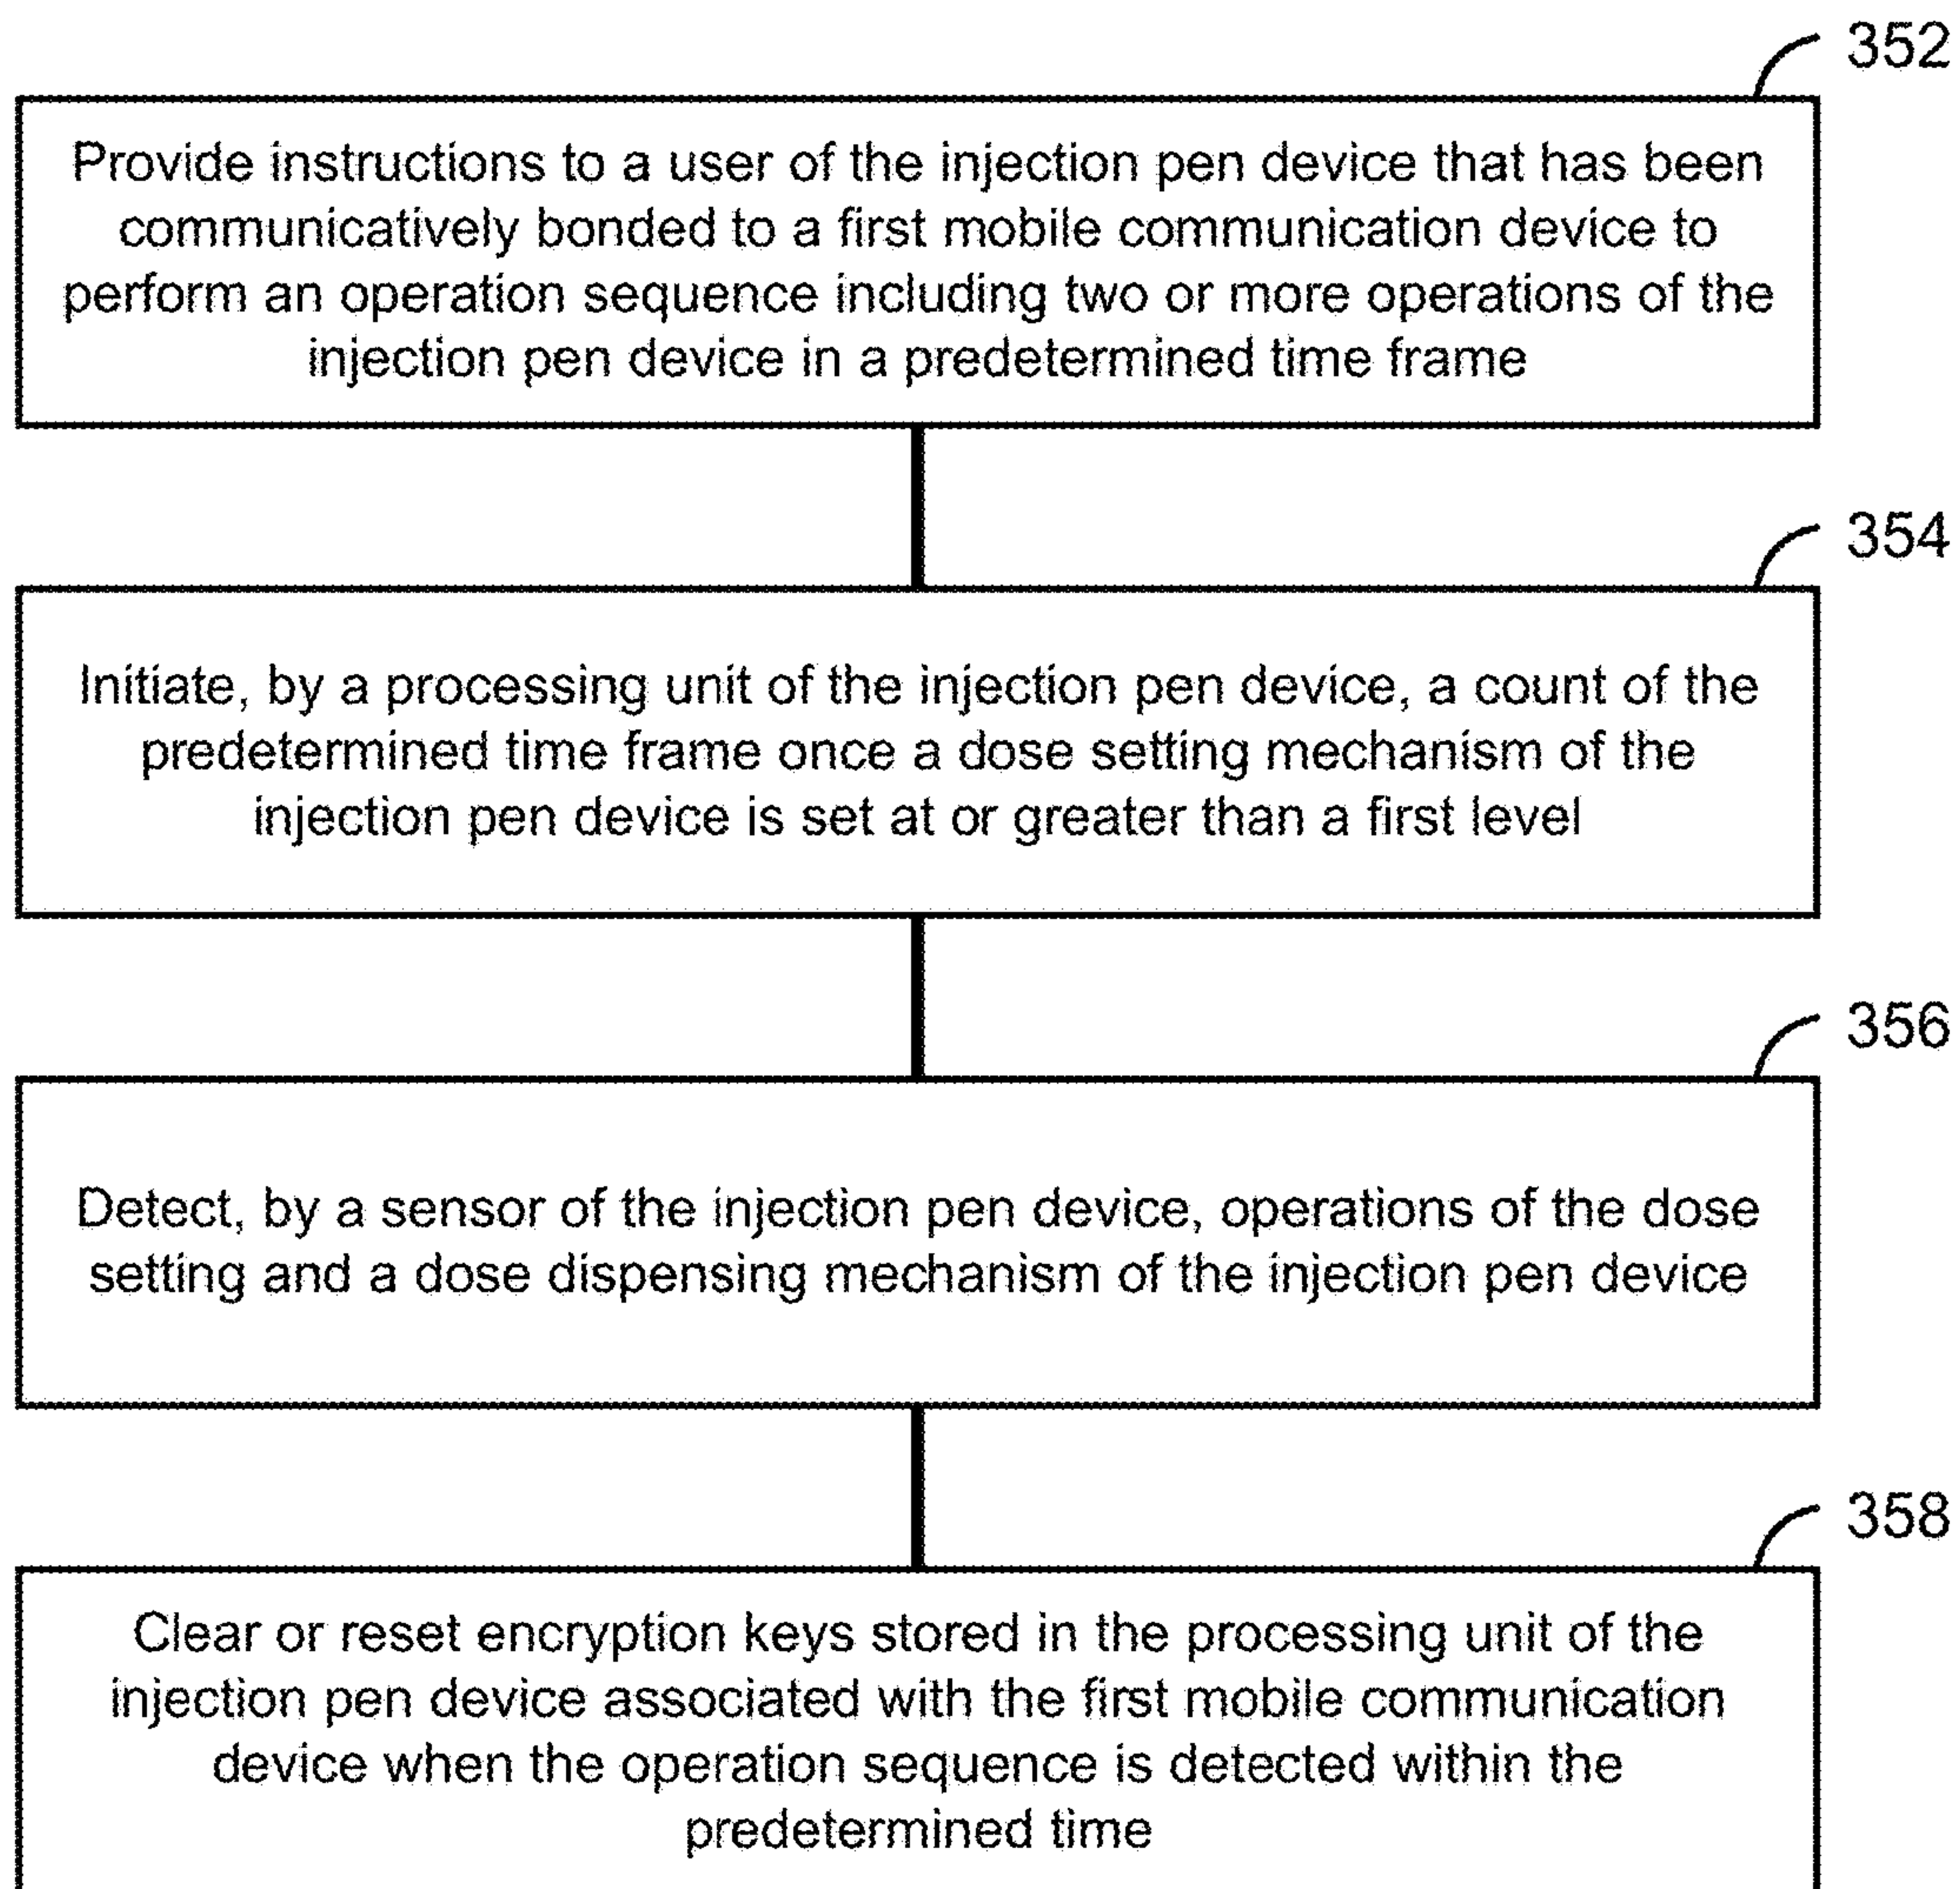 352
Provide instructions to a user of the injection pen device that has been
communicatively bonded to a first mobile communication device to
perform an operation sequence including two or more operations of the
injection pen device in a predetermined time frame
354
Initiate, by a processing unit of the injection pen device, a count of the
predetermined time frame once a dose setting mechanism of the
injection pen device is set at or greater than a first level
356
Detect, by a sensor of the injection pen device, operations of the dose
setting and a dose dispensing mechanism of the injection pen device
358
Clear or reset encryption keys stored in the processing unit of the
injection pen device associated with the first mobile communication
device when the operation sequence is detected within the
predetermined time